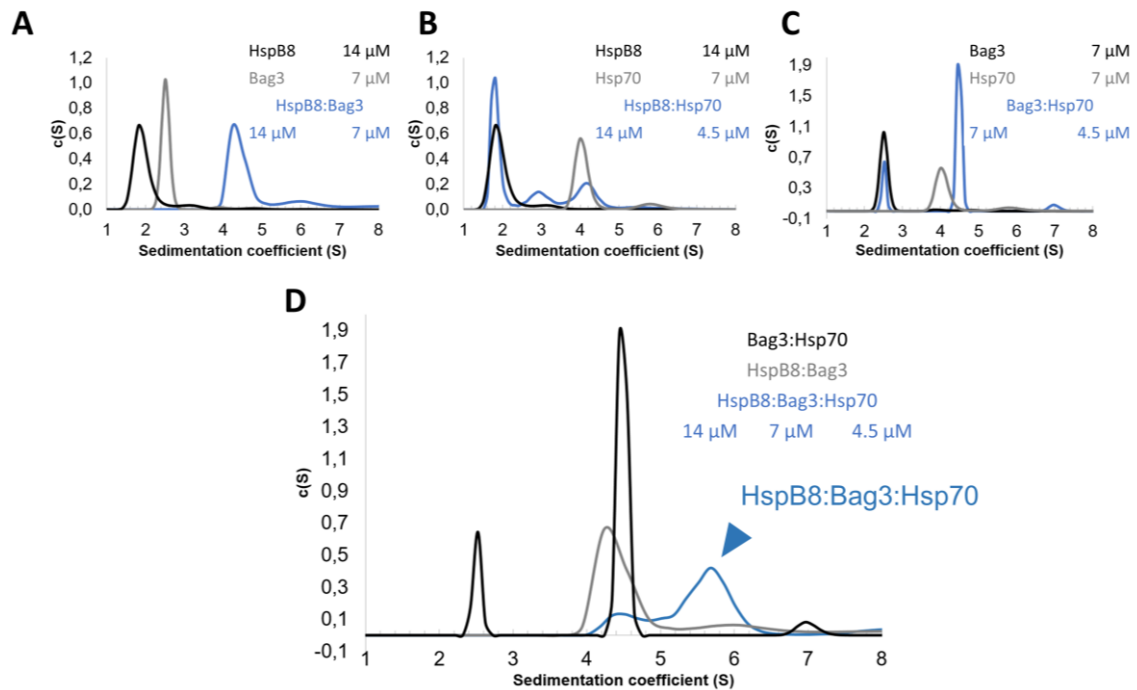 A
HspB8 14 µM
Bag3 7 µM
HspB8:Bag3
14 µM 7 µM
c(S)
1,2
1,0
0,8
0,6
0,4
0,2
0,0
1 2 3 4 5 6 7 8
Sedimentation coefficient (S)
B
HspB8 14 µM
Hsp70 7 µM
HspB8:Hsp70
14 µM 4.5 µM
c(S)
1,2
1,0
0,8
0,6
0,4
0,2
0,0
1 2 3 4 5 6 7 8
Sedimentation coefficient (S)
C
Bag3 7 µM
Hsp70 7 µM
Bag3:Hsp70
7 µM 4.5 µM
c(S)
1,9
1,5
1,1
0,7
0,3
-0,1
1 2 3 4 5 6 7 8
Sedimentation coefficient (S)
D
Bag3:Hsp70
HspB8:Bag3
HspB8:Bag3:Hsp70
14 µM 7 µM 4.5 µM
HspB8:Bag3:Hsp70
c(S)
1,9
1,7
1,5
1,3
1,1
0,9
0,7
0,5
0,3
0,1
-0,1
1 2 3 4 5 6 7 8
Sedimentation coefficient (S)